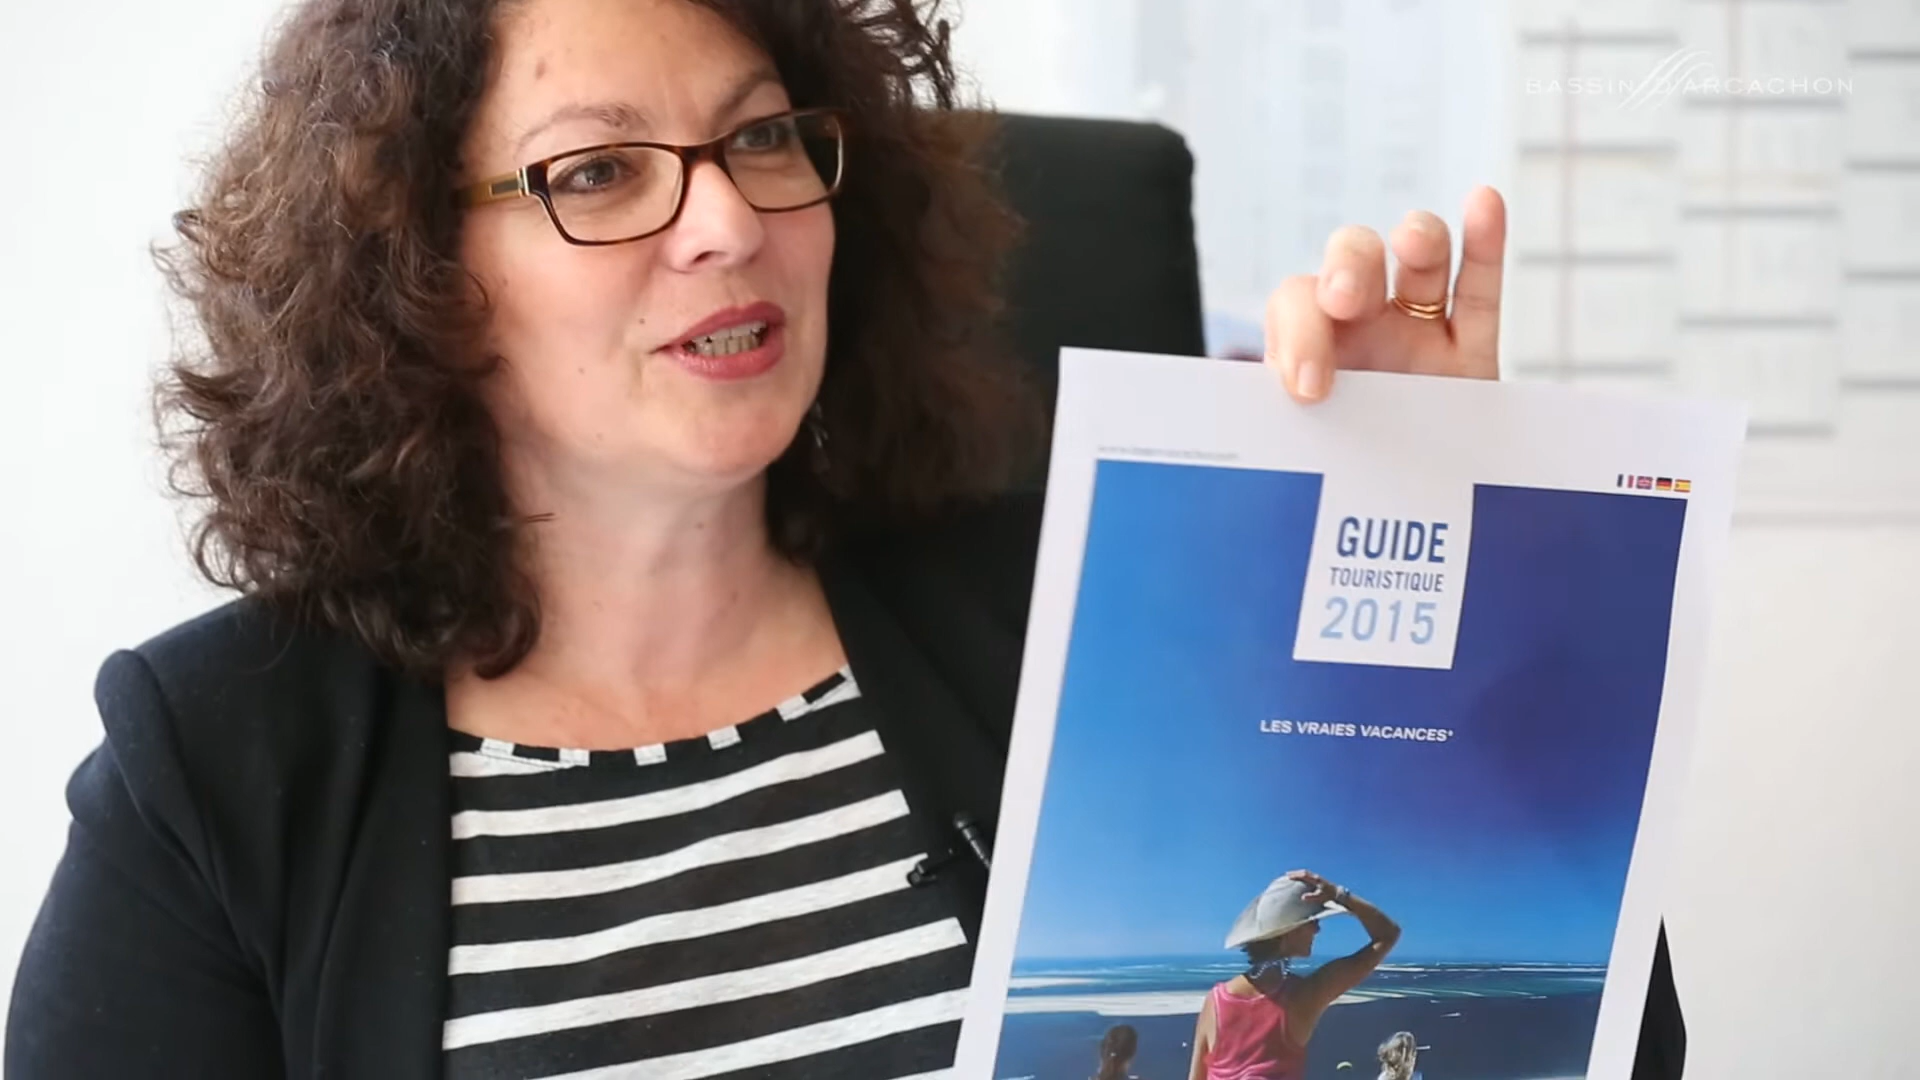 BASSIN D'ARCACHON
GUIDE
TOURISTIQUE
2015
LES VRAIES VACANCES*